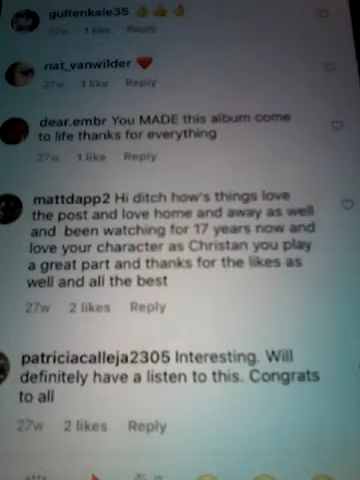 gultenkale35 👌👍👌
27w 1 like Reply
nat_vanwilder ❤️
27w 1 like Reply
dear.embr You MADE this album come
to life thanks for everything
27w 1 like Reply
mattdapp2 Hi ditch how's things love
the post and love home and away as well
and been watching for 17 years now and
love your character as Christan you play
a great part and thanks for the likes as
well and all the best
27w 2 likes Reply
patriciacalleja2305 Interesting. Will
definitely have a listen to this. Congrats
to all
27w 2 likes Reply